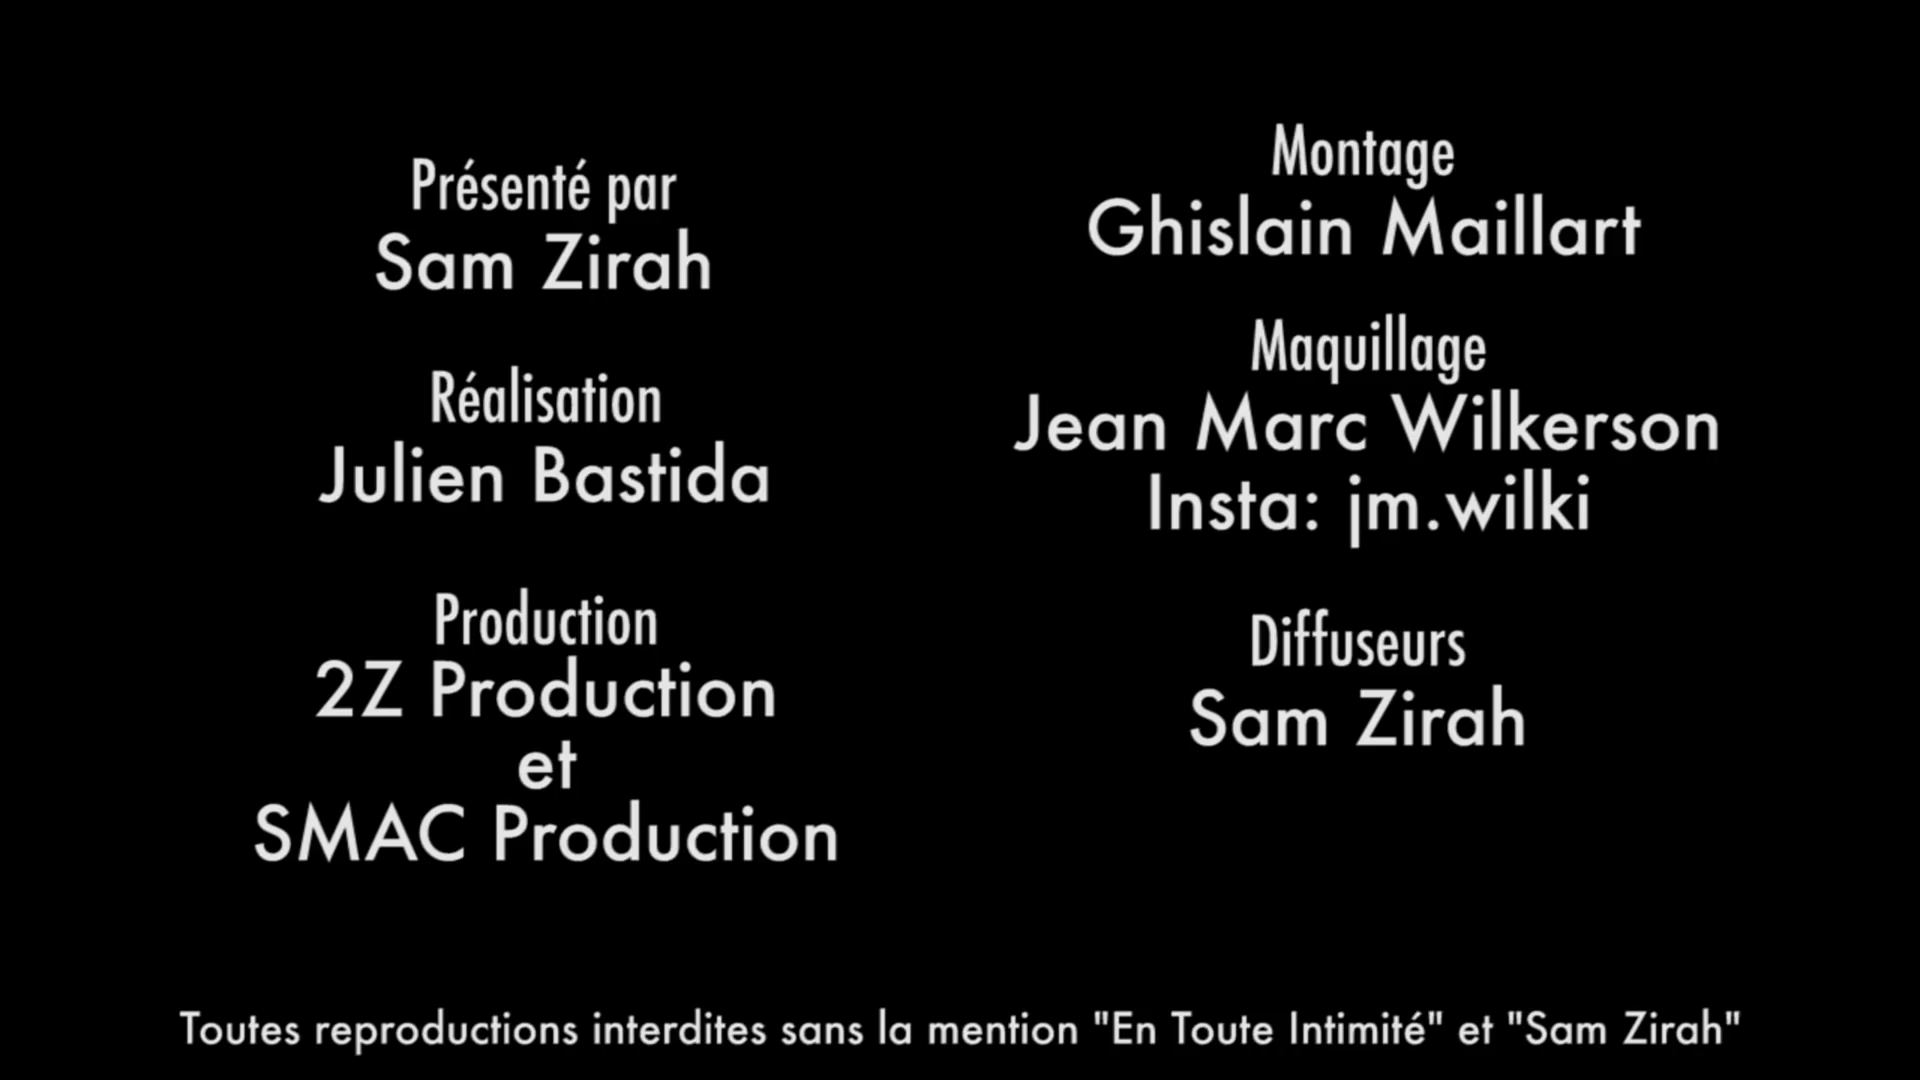 Présenté par
Sam Zirah
Réalisation
Julien Bastida
Production
2Z Production
et
SMAC Production
Montage
Ghislain Maillart
Maquillage
Jean Marc Wilkerson
Insta: jm.wilki
Diffuseurs
Sam Zirah
Toutes reproductions interdites sans la mention "En Toute Intimité" et "Sam Zirah"